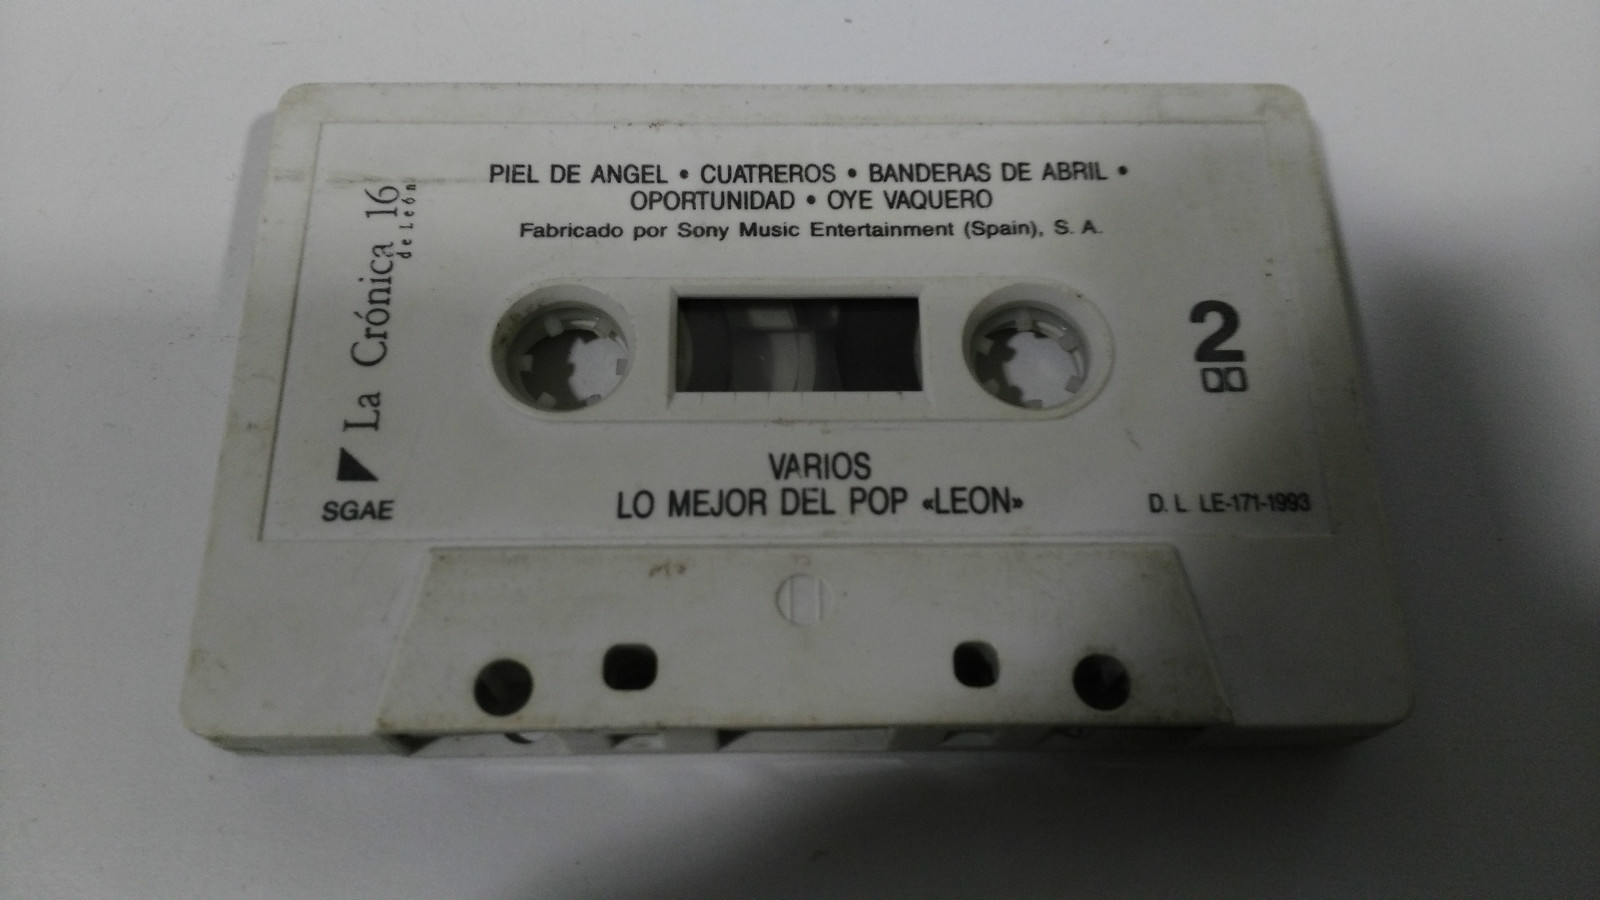 PIEL DE ANGEL • CUATREROS • BANDERAS DE ABRIL •
OPORTUNIDAD • OYE VAQUERO
Fabricado por Sony Music Entertainment (Spain), S. A.
La Crónica 16
de León
2
VARIOS
LO MEJOR DEL POP «LEON»
SGAE
D. L. LE-171-1993